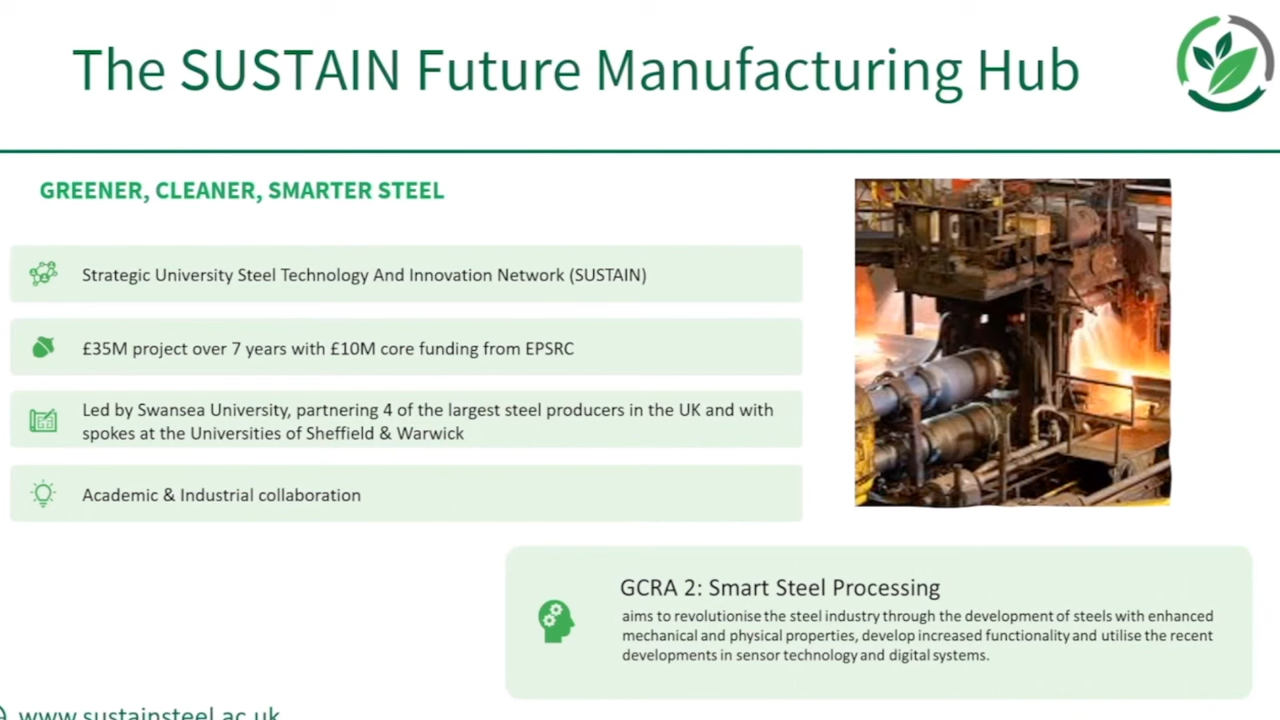 The SUSTAIN Future Manufacturing Hub
GREENER, CLEANER, SMARTER STEEL
Strategic University Steel Technology And Innovation Network (SUSTAIN)
£35M project over 7 years with £10M core funding from EPSRC
Led by Swansea University, partnering 4 of the largest steel producers in the UK and with
spokes at the Universities of Sheffield & Warwick
Academic & Industrial collaboration
GCRA 2: Smart Steel Processing
aims to revolutionise the steel industry through the development of steels with enhanced
mechanical and physical properties, develop increased functionality and utilise the recent
developments in sensor technology and digital systems.
www.sustainsteel.ac.uk